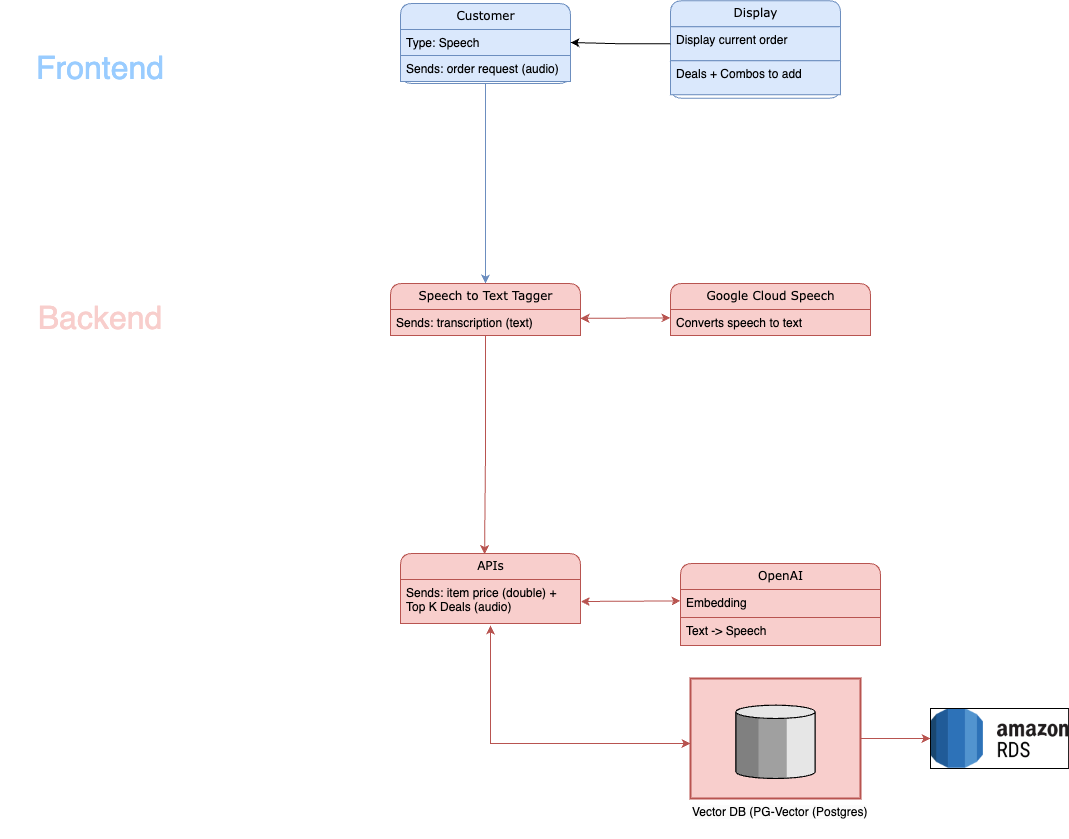 Customer
Type: Speech
Sends: order request (audio)
Display
Display current order
Deals + Combos to add
Frontend
Backend
Speech to Text Tagger
Sends: transcription (text)
Google Cloud Speech
Converts speech to text
APIs
Sends: item price (double) +
Top K Deals (audio)
OpenAI
Embedding
Text -> Speech
amazon
RDS
Vector DB (PG-Vector (Postgres)